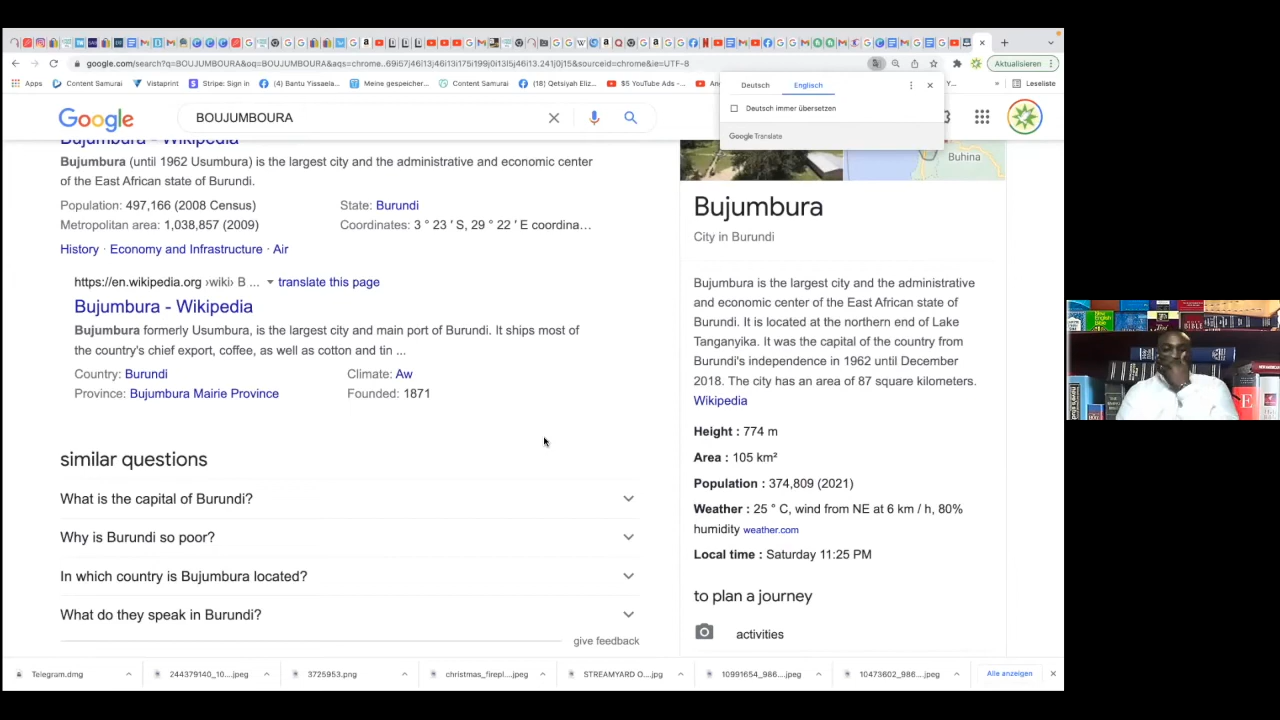 google.com/search?q=BOUJUMBOURA&oq=BOUJUMBOURA&aqs=chrome..69i57j46i13j46i13i175i199j0i13l5j46i13.241j0j15&sourceid=chrome&ie=UTF-8
Aktualisieren
Apps
Content Samurai
Vistaprint
Stripe: Sign in
(4) Bantu Yissaela...
Meine gespeicher...
Content Samurai
(18) Qetsiyah Eliz...
$5 YouTube Ads -...
Leseliste
Deutsch
Englisch
Deutsch immer übersetzen
Google Translate
Google
BOUJUMBOURA
Bujumbura - Wikipedia
Bujumbura (until 1962 Usumbura) is the largest city and the administrative and economic center
of the East African state of Burundi.
Population: 497,166 (2008 Census)
State: Burundi
Metropolitan area: 1,038,857 (2009)
Coordinates: 3 ° 23 ′ S, 29 ° 22 ′ E coordina…
History · Economy and Infrastructure · Air
https://en.wikipedia.org ›wiki› B ...
translate this page
Bujumbura - Wikipedia
Bujumbura formerly Usumbura, is the largest city and main port of Burundi. It ships most of
the country's chief export, coffee, as well as cotton and tin ...
Country: Burundi
Climate: Aw
Province: Bujumbura Mairie Province
Founded: 1871
similar questions
What is the capital of Burundi?
Why is Burundi so poor?
In which country is Bujumbura located?
What do they speak in Burundi?
give feedback
Buhina
Bujumbura
City in Burundi
Bujumbura is the largest city and the administrative
and economic center of the East African state of
Burundi. It is located at the northern end of Lake
Tanganyika. It was the capital of the country from
Burundi's independence in 1962 until December
2018. The city has an area of 87 square kilometers.
Wikipedia
Height : 774 m
Area : 105 km²
Population : 374,809 (2021)
Weather : 25 ° C, wind from NE at 6 km / h, 80%
humidity weather.com
Local time : Saturday 11:25 PM
to plan a journey
activities
Telegram.dmg
244379140_10....jpeg
3725953.png
christmas_firepl....jpeg
STREAMYARD O....jpg
10991654_986....jpeg
10473602_986....jpeg
Alle anzeigen
BIBLE